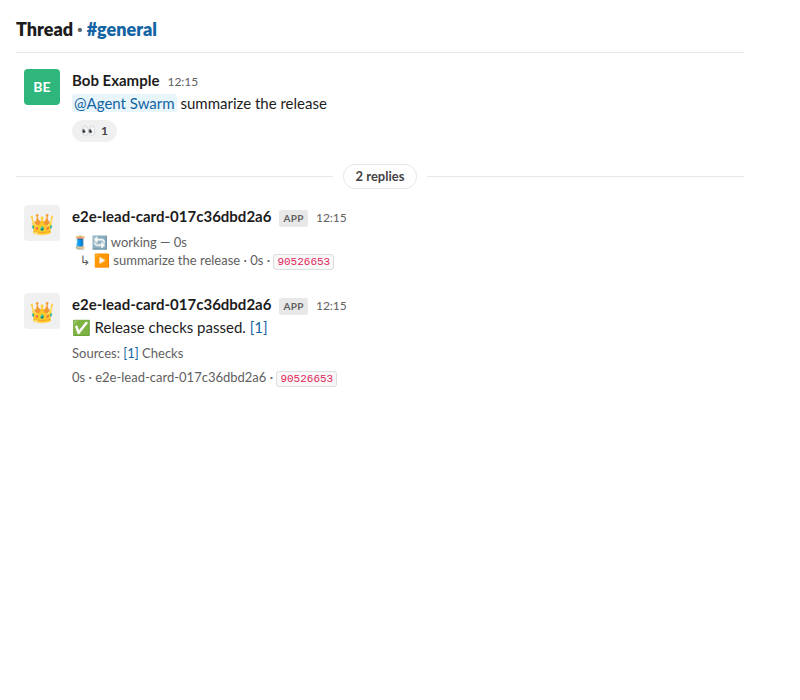 Thread • #general
BE
Bob Example 12:15
@Agent Swarm summarize the release
👀 1
2 replies
e2e-lead-card-017c36dbd2a6 APP 12:15
🧵 🔄 working — 0s
↳ ▶️ summarize the release · 0s · 90526653
e2e-lead-card-017c36dbd2a6 APP 12:15
✅ Release checks passed. [1]
Sources: [1] Checks
0s · e2e-lead-card-017c36dbd2a6 · 90526653